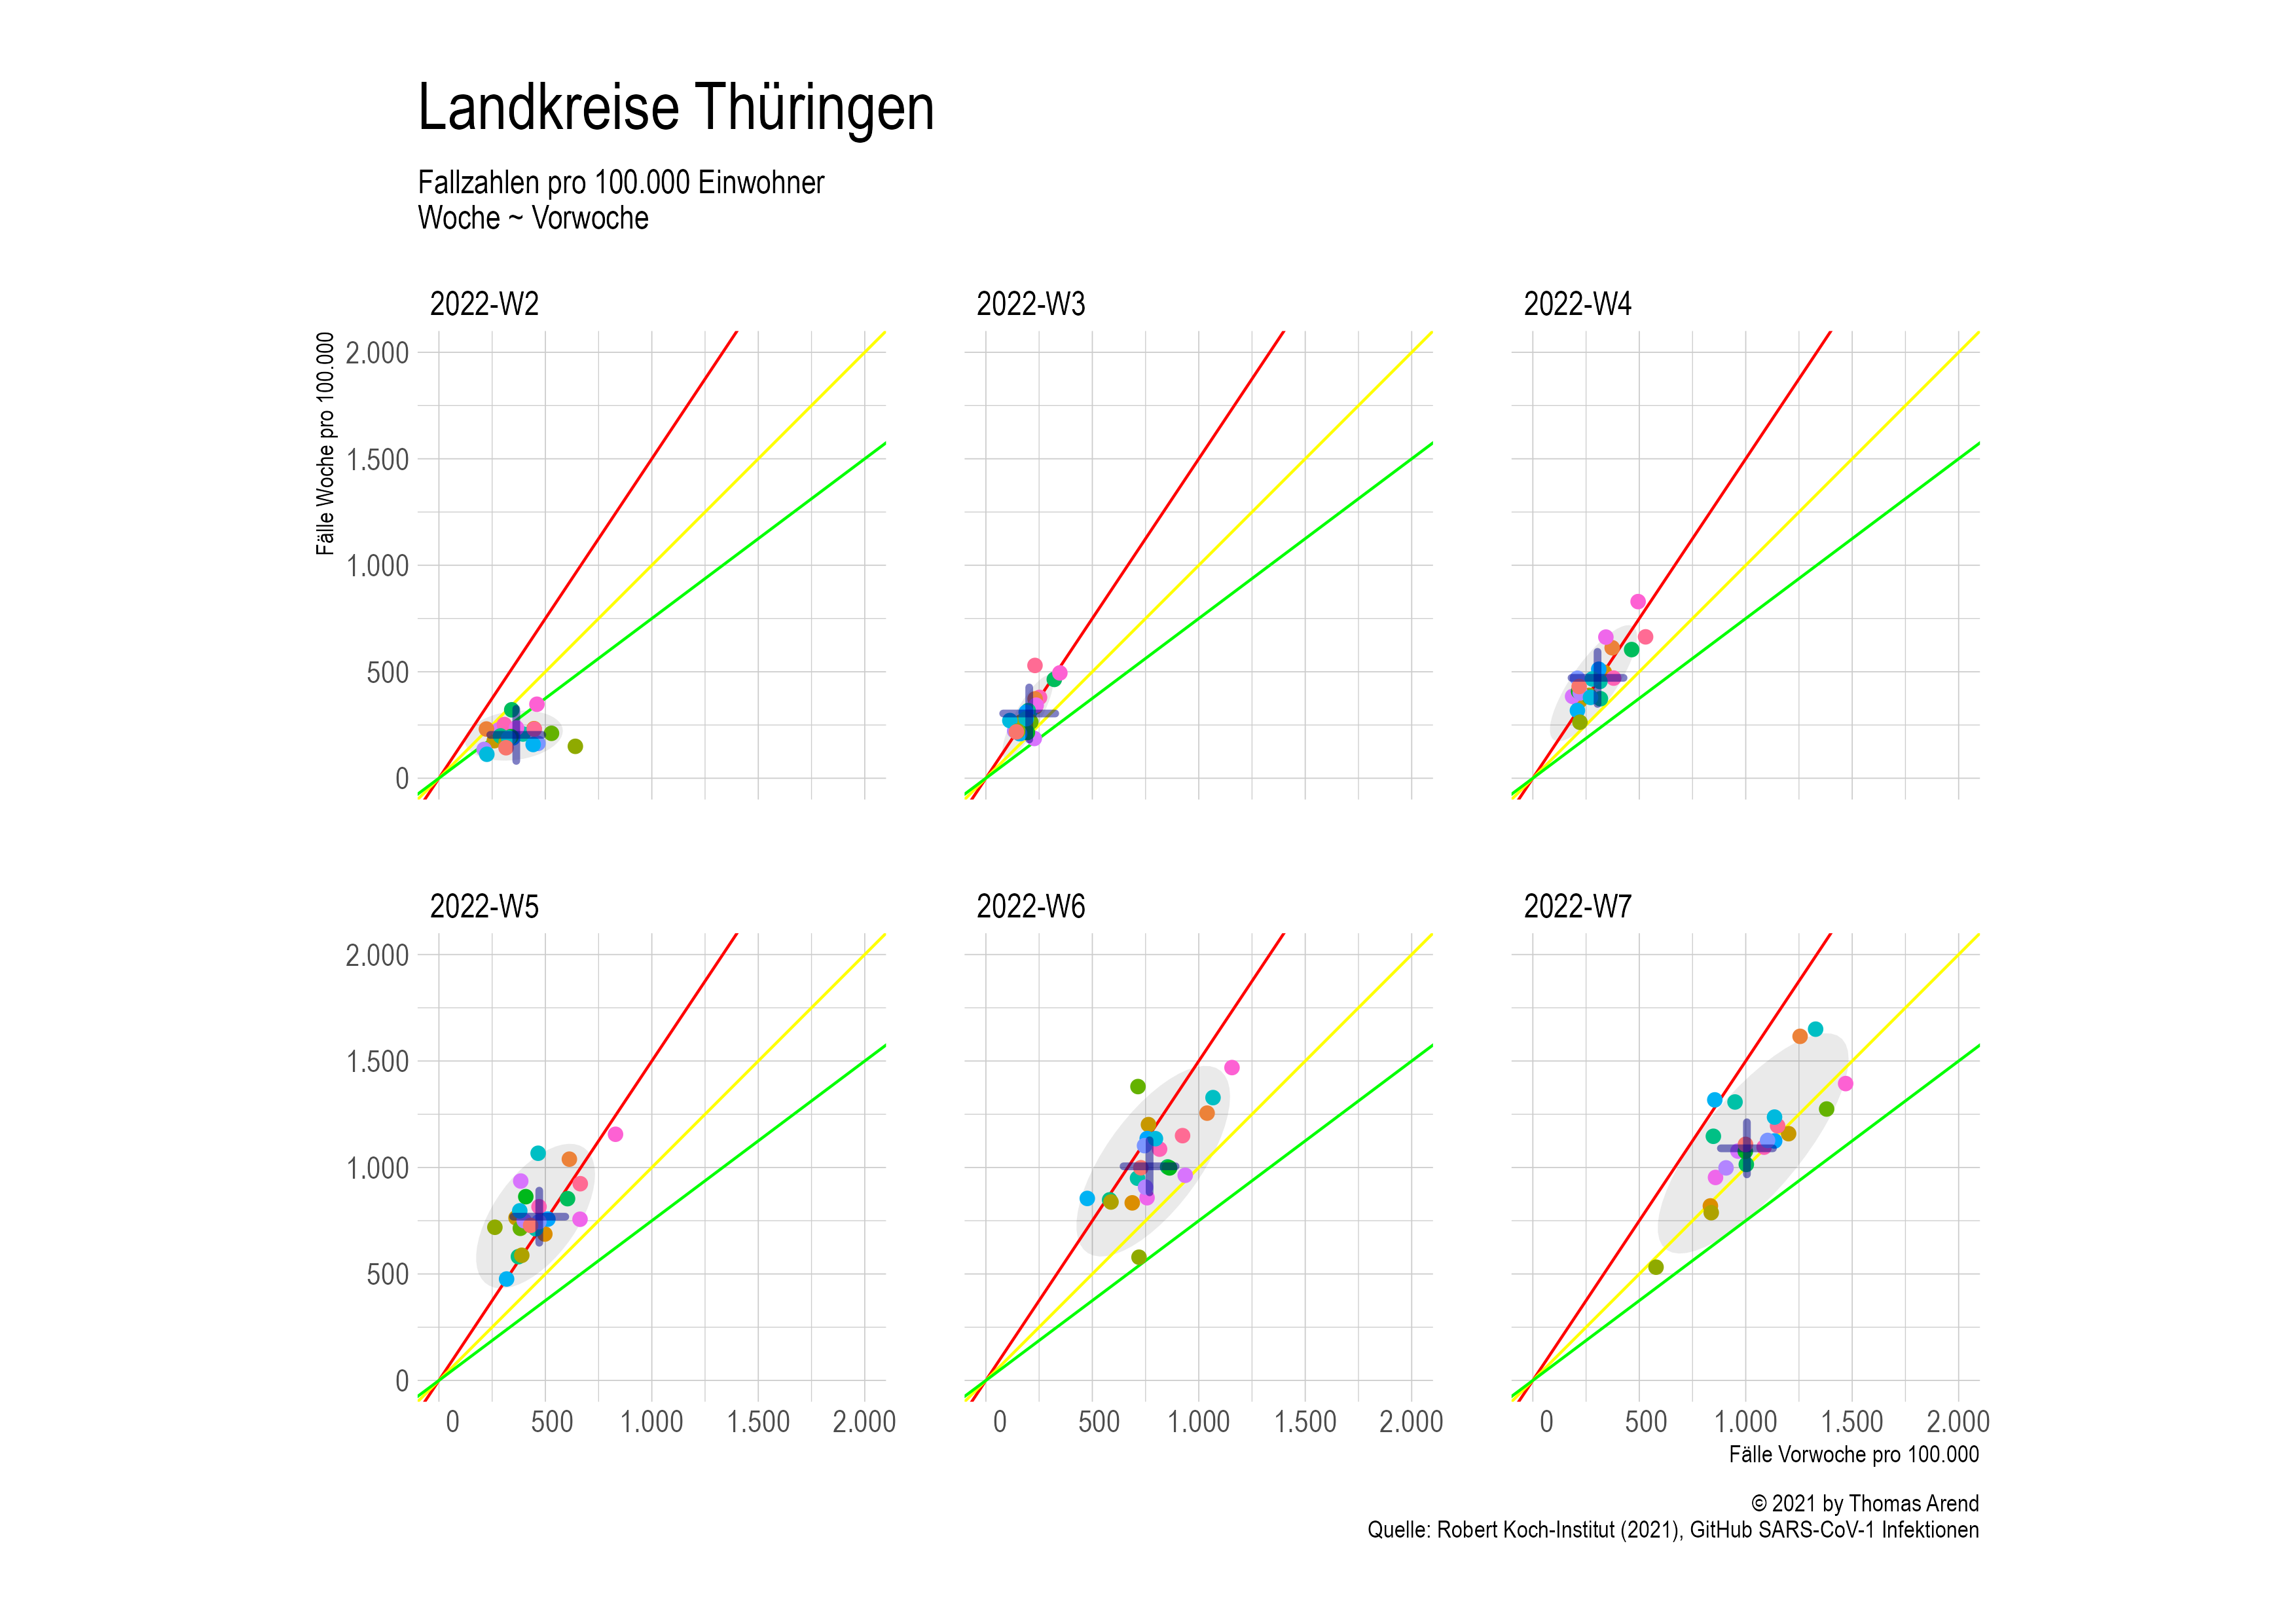 Landkreise Thüringen
Fallzahlen pro 100.000 Einwohner
Woche ~ Vorwoche
2022-W2
2022-W3
2022-W4
Fälle Woche pro 100.000
2.000
1.500
1.000
500
0
2022-W5
2022-W6
2022-W7
2.000
1.500
1.000
500
0
0 500 1.000 1.500 2.000
0 500 1.000 1.500 2.000
0 500 1.000 1.500 2.000
Fälle Vorwoche pro 100.000
© 2021 by Thomas Arend
Quelle: Robert Koch-Institut (2021), GitHub SARS-CoV-1 Infektionen